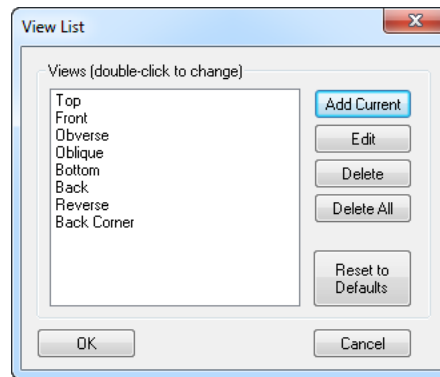 View List
Views (double-click to change)
Top
Front
Obverse
Oblique
Bottom
Back
Reverse
Back Corner
Add Current
Edit
Delete
Delete All
Reset to
Defaults
OK
Cancel